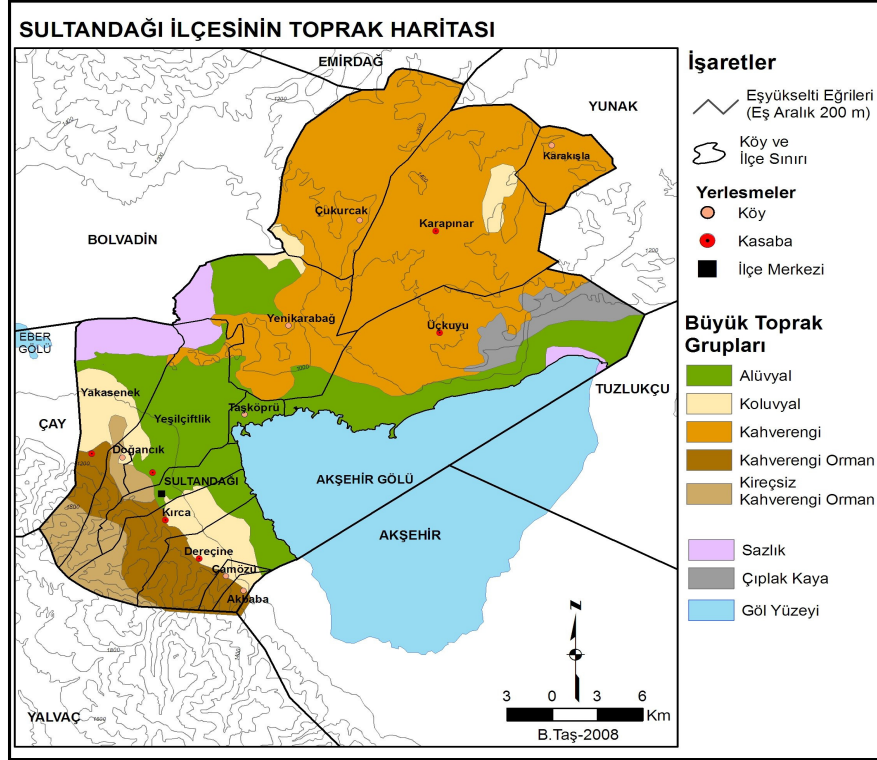 SULTANDAĞI İLÇESİNİN TOPRAK HARİTASI
EMİRDAĞ
YUNAK
Karakışla
Çukurcak
Karapınar
BOLVADİN
1200
Yenikarabağ
Üçkuyu
EBER
GÖLÜ
TUZLUKÇU
Yakasenek
Taşköprü
Yeşilçiftlik
ÇAY
Doğancık
SULTANDAĞI
AKŞEHİR GÖLÜ
Kırca
AKŞEHİR
Dereçine
Çamözü
Akbaba
YALVAÇ
N
3 0 3 6
Km
B.Taş-2008
İşaretler
Eşyükselti Eğrileri
(Eş Aralık 200 m)
Köy ve
İlçe Sınırı
Yerlesmeler
Köy
Kasaba
İlçe Merkezi
Büyük Toprak
Grupları
Alüvyal
Koluvyal
Kahverengi
Kahverengi Orman
Kireçsiz
Kahverengi Orman
Sazlık
Çıplak Kaya
Göl Yüzeyi